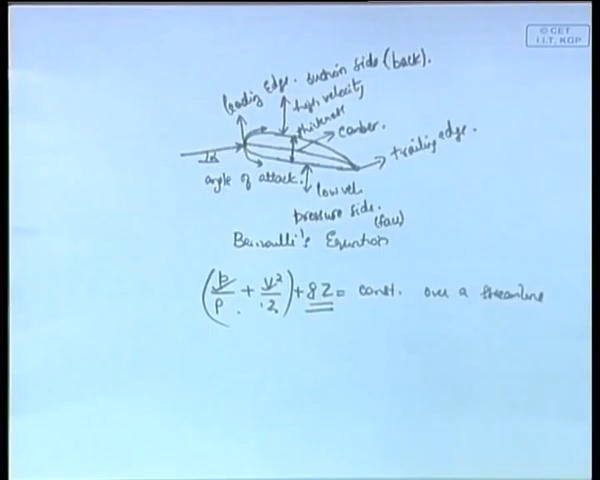 © CET
I.I.T, KGP
leading Edge. suction side (back).
high velocity
thickness
camber.
trailing edge.
α
angle of attack.
low vel.
pressure side.
(face)
Bernoulli's Equation
(p/ρ + V²/2) + gZ = const. over a streamline